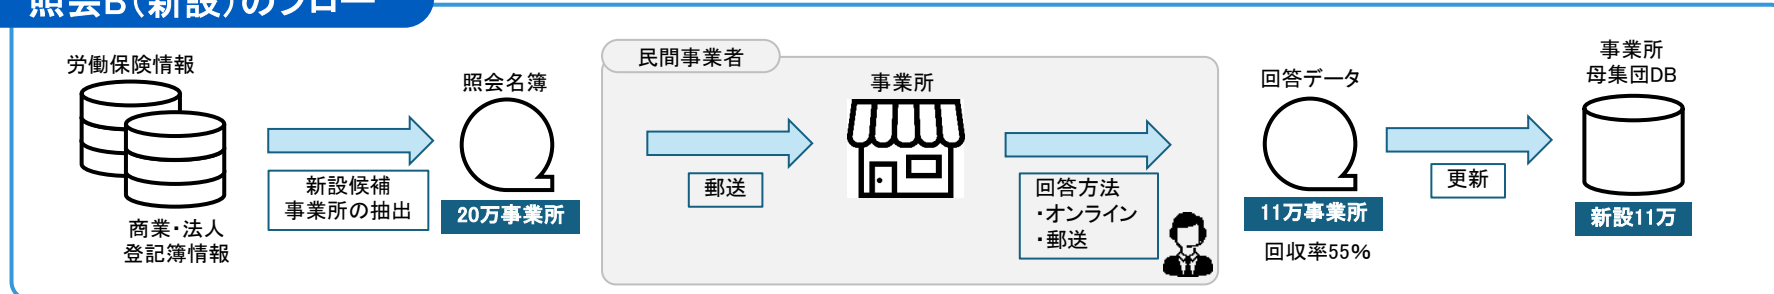 照会B（新設）のフロー
労働保険情報
商業・法人
登記簿情報
新設候補
事業所の抽出
照会名簿
20万事業所
民間事業者
郵送
事業所
回答方法
・オンライン
・郵送
回答データ
11万事業所
回収率55%
更新
事業所
母集団DB
新設11万